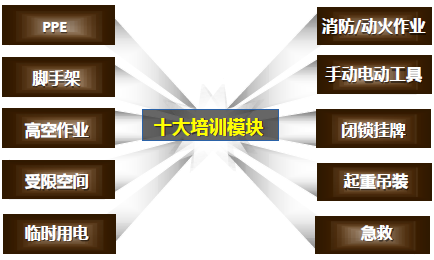 PPE
脚手架
高空作业
受限空间
临时用电
十大培训模块
消防/动火作业
手动电动工具
闭锁挂牌
起重吊装
急救